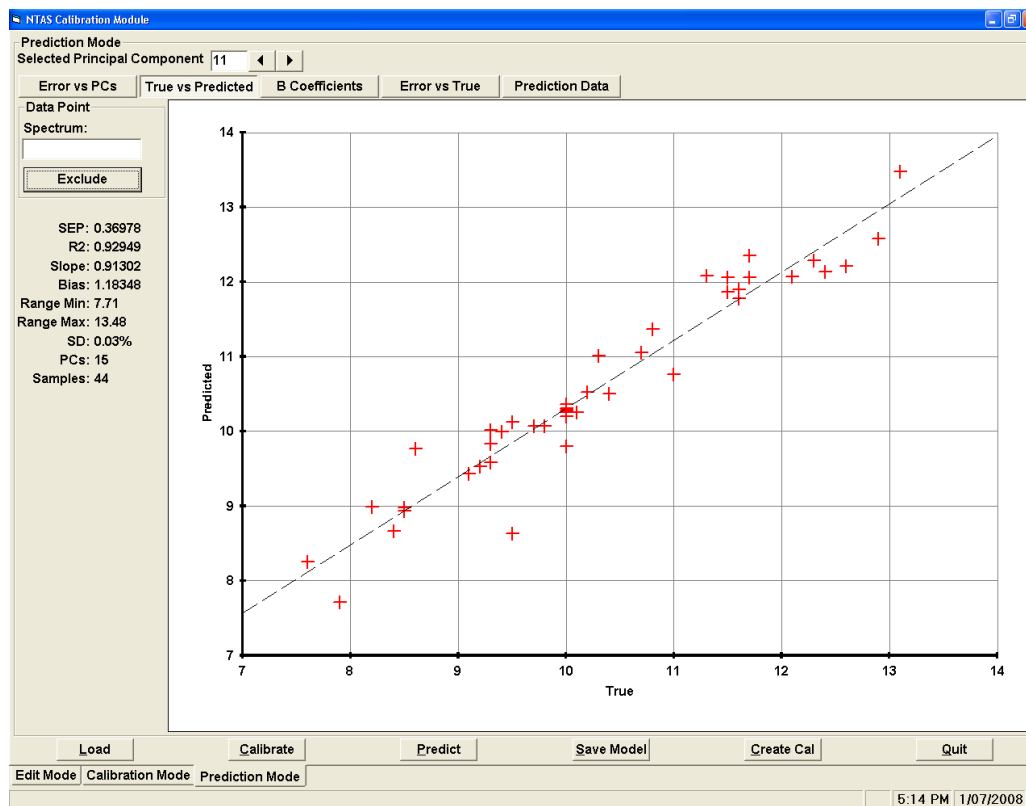 NTAS Calibration Module
Prediction Mode
Selected Principal Component 11
Error vs PCs True vs Predicted B Coefficients Error vs True Prediction Data
Data Point
Spectrum:
Exclude
SEP: 0.36978
R2: 0.92949
Slope: 0.91302
Bias: 1.18348
Range Min: 7.71
Range Max: 13.48
SD: 0.03%
PCs: 15
Samples: 44
14
13
12
11
10
9
8
7
Predicted
7 8 9 10 11 12 13 14
True
Load Calibrate Predict Save Model Create Cal Quit
Edit Mode Calibration Mode Prediction Mode
5:14 PM 1/07/2008